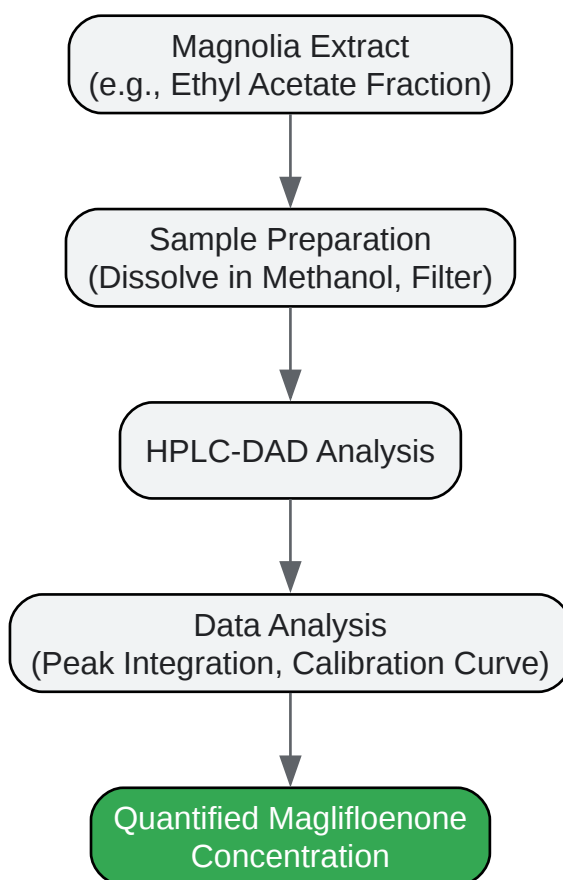 Magnolia Extract
(e.g., Ethyl Acetate Fraction)
Sample Preparation
(Dissolve in Methanol, Filter)
HPLC-DAD Analysis
Data Analysis
(Peak Integration, Calibration Curve)
Quantified Maglifloenone
Concentration